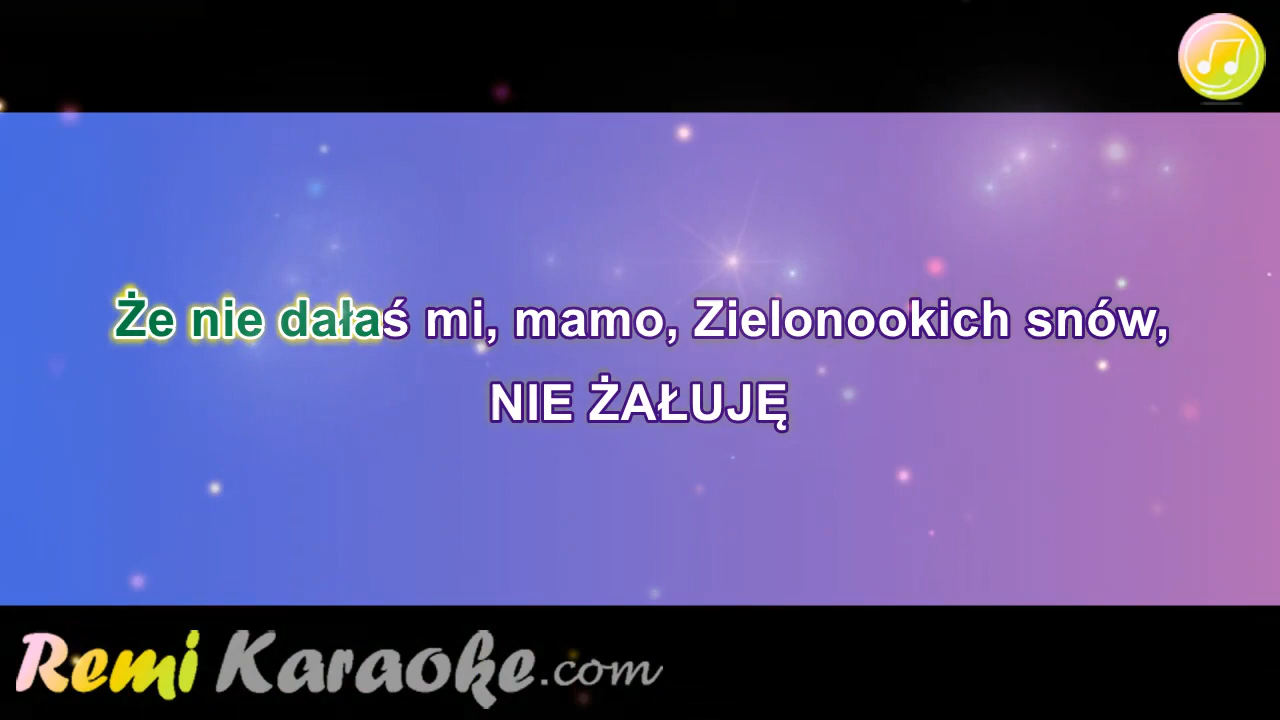 Że nie dałaś mi, mamo, Zielonookich snów,
NIE ŻAŁUJĘ
Remi Karaoke.com